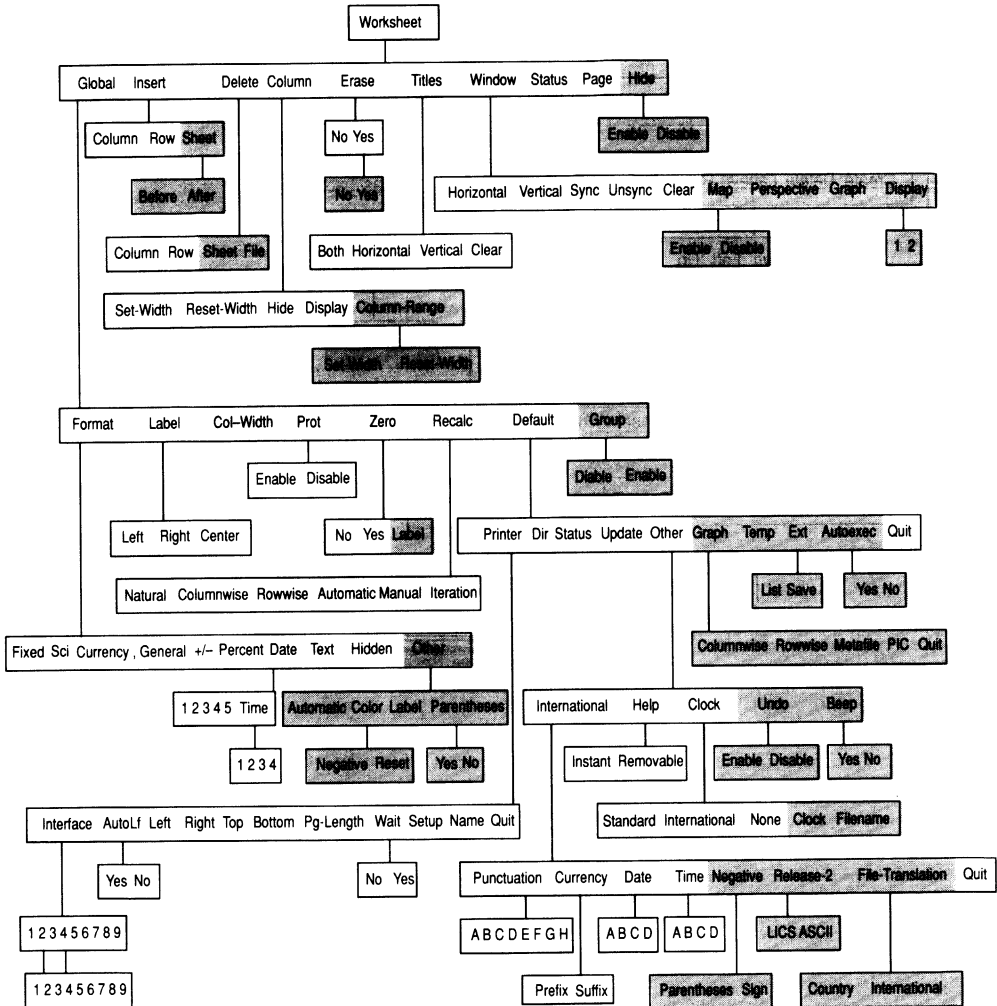 Worksheet
Global Insert Delete Column Erase Titles Window Status Page Hide
Column Row Sheet
No Yes
Enable Disable
Before After
No Yes
Horizontal Vertical Sync Unsync Clear Map Perspective Graph Display
Column Row Sheet File
Both Horizontal Vertical Clear
Enable Disable
1 2
Set-Width Reset-Width Hide Display Column-Range
Set-Width Reset-Width
Format Label Col–Width Prot Zero Recalc Default Group
Enable Disable
Diable Enable
Left Right Center
No Yes Label
Printer Dir Status Update Other Graph Temp Ext Autoexec Quit
Natural Columnwise Rowwise Automatic Manual Iteration
List Save
Yes No
Fixed Sci Currency , General +/– Percent Date Text Hidden Other
Columnwise Rowwise Metafile PIC Quit
1 2 3 4 5 Time
Automatic Color Label Parentheses
International Help Clock Undo Beep
1 2 3 4
Negative Reset
Yes No
Instant Removable
Enable Disable
Yes No
Interface AutoLf Left Right Top Bottom Pg-Length Wait Setup Name Quit
Standard International None Clock Filename
Yes No
No Yes
Punctuation Currency Date Time Negative Release-2 File-Translation Quit
1 2 3 4 5 6 7 8 9
A B C D E F G H
A B C D
A B C D
LICS ASCII
1 2 3 4 5 6 7 8 9
Prefix Suffix
Parentheses Sign
Country International